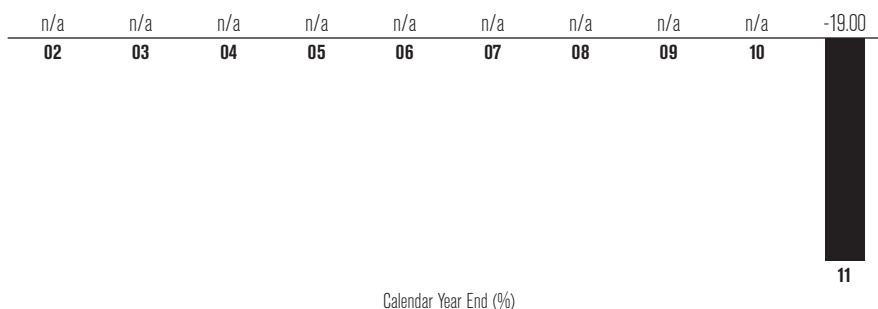 n/a n/a n/a n/a n/a n/a n/a n/a n/a -19.00
02 03 04 05 06 07 08 09 10
11
Calendar Year End (%)